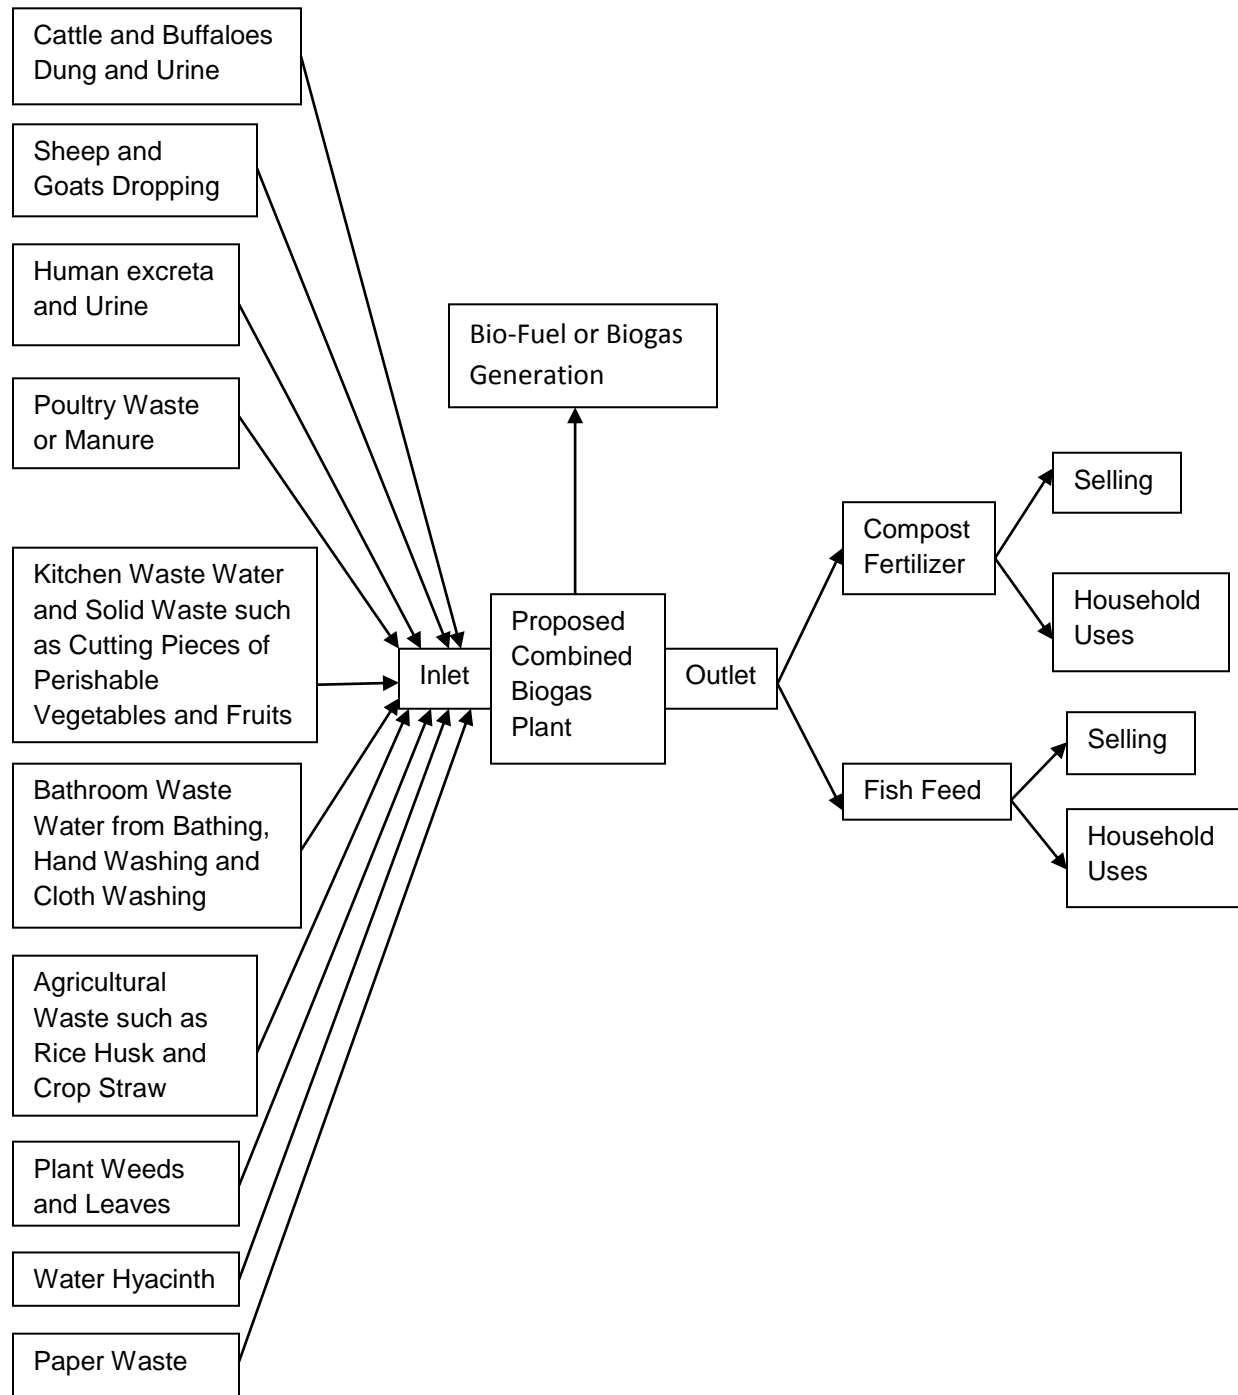 Cattle and Buffaloes
Dung and Urine
Sheep and
Goats Dropping
Human excreta
and Urine
Poultry Waste
or Manure
Kitchen Waste Water
and Solid Waste such
as Cutting Pieces of
Perishable
Vegetables and Fruits
Bathroom Waste
Water from Bathing,
Hand Washing and
Cloth Washing
Agricultural
Waste such as
Rice Husk and
Crop Straw
Plant Weeds
and Leaves
Water Hyacinth
Paper Waste
Inlet
Bio-Fuel or Biogas
Generation
Proposed
Combined
Biogas
Plant
Outlet
Compost
Fertilizer
Selling
Household
Uses
Fish Feed
Selling
Household
Uses